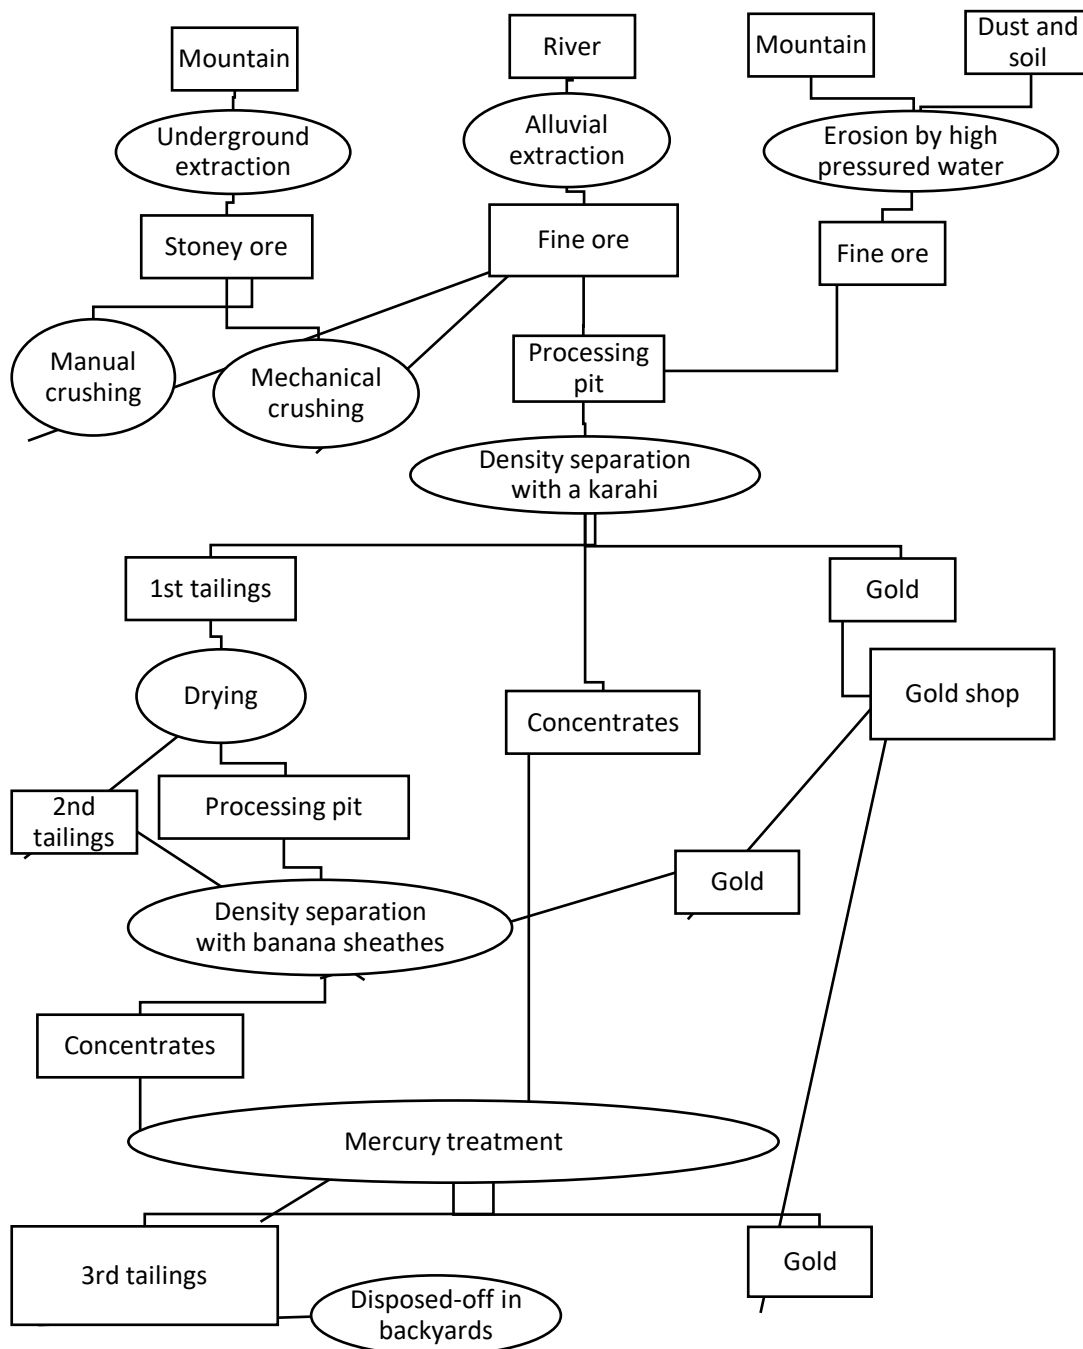 Mountain
River
Mountain
Dust and
soil
Underground
extraction
Alluvial
extraction
Erosion by high
pressured water
Stoney ore
Fine ore
Fine ore
Manual
crushing
Mechanical
crushing
Processing
pit
Density separation
with a karahi
1st tailings
Gold
Drying
Concentrates
Gold shop
2nd
tailings
Processing pit
Gold
Density separation
with banana sheathes
Concentrates
Mercury treatment
3rd tailings
Gold
Disposed-off in
backyards